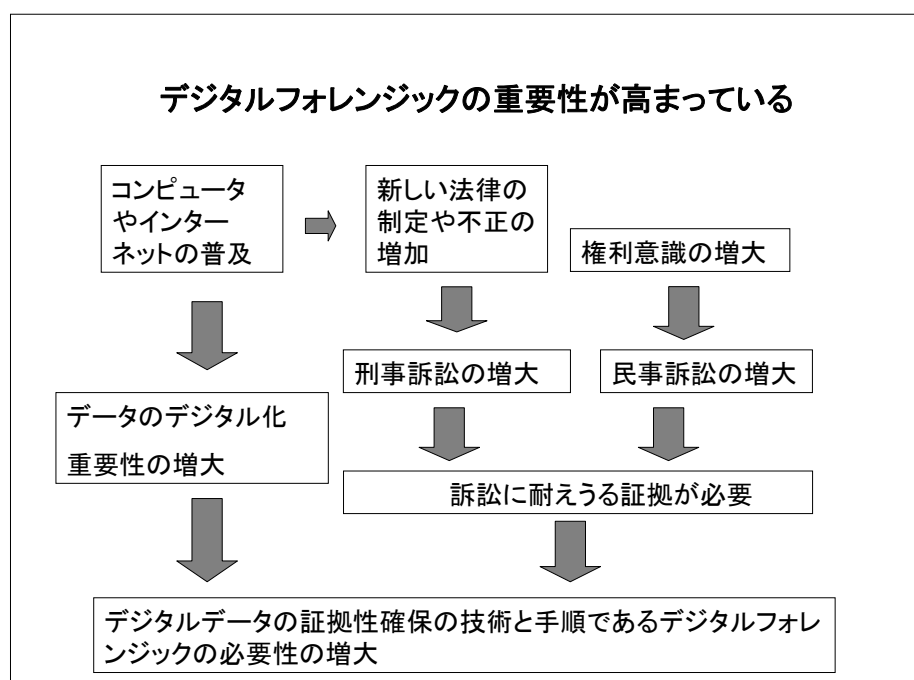 デジタルフォレンジックの重要性が高まっている
コンピュータ
やインター
ネットの普及
新しい法律の
制定や不正の
増加
権利意識の増大
刑事訴訟の増大
民事訴訟の増大
データのデジタル化
重要性の増大
訴訟に耐えうる証拠が必要
デジタルデータの証拠性確保の技術と手順であるデジタルフォレ
ンジックの必要性の増大